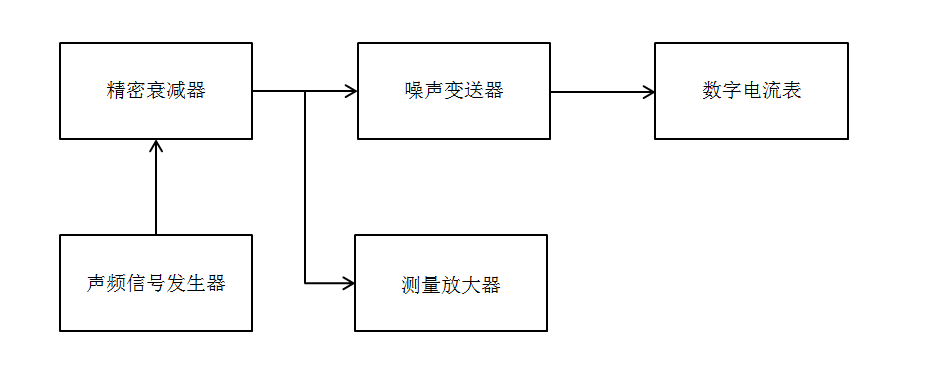 精密衰减器
噪声变送器
数字电流表
声频信号发生器
测量放大器